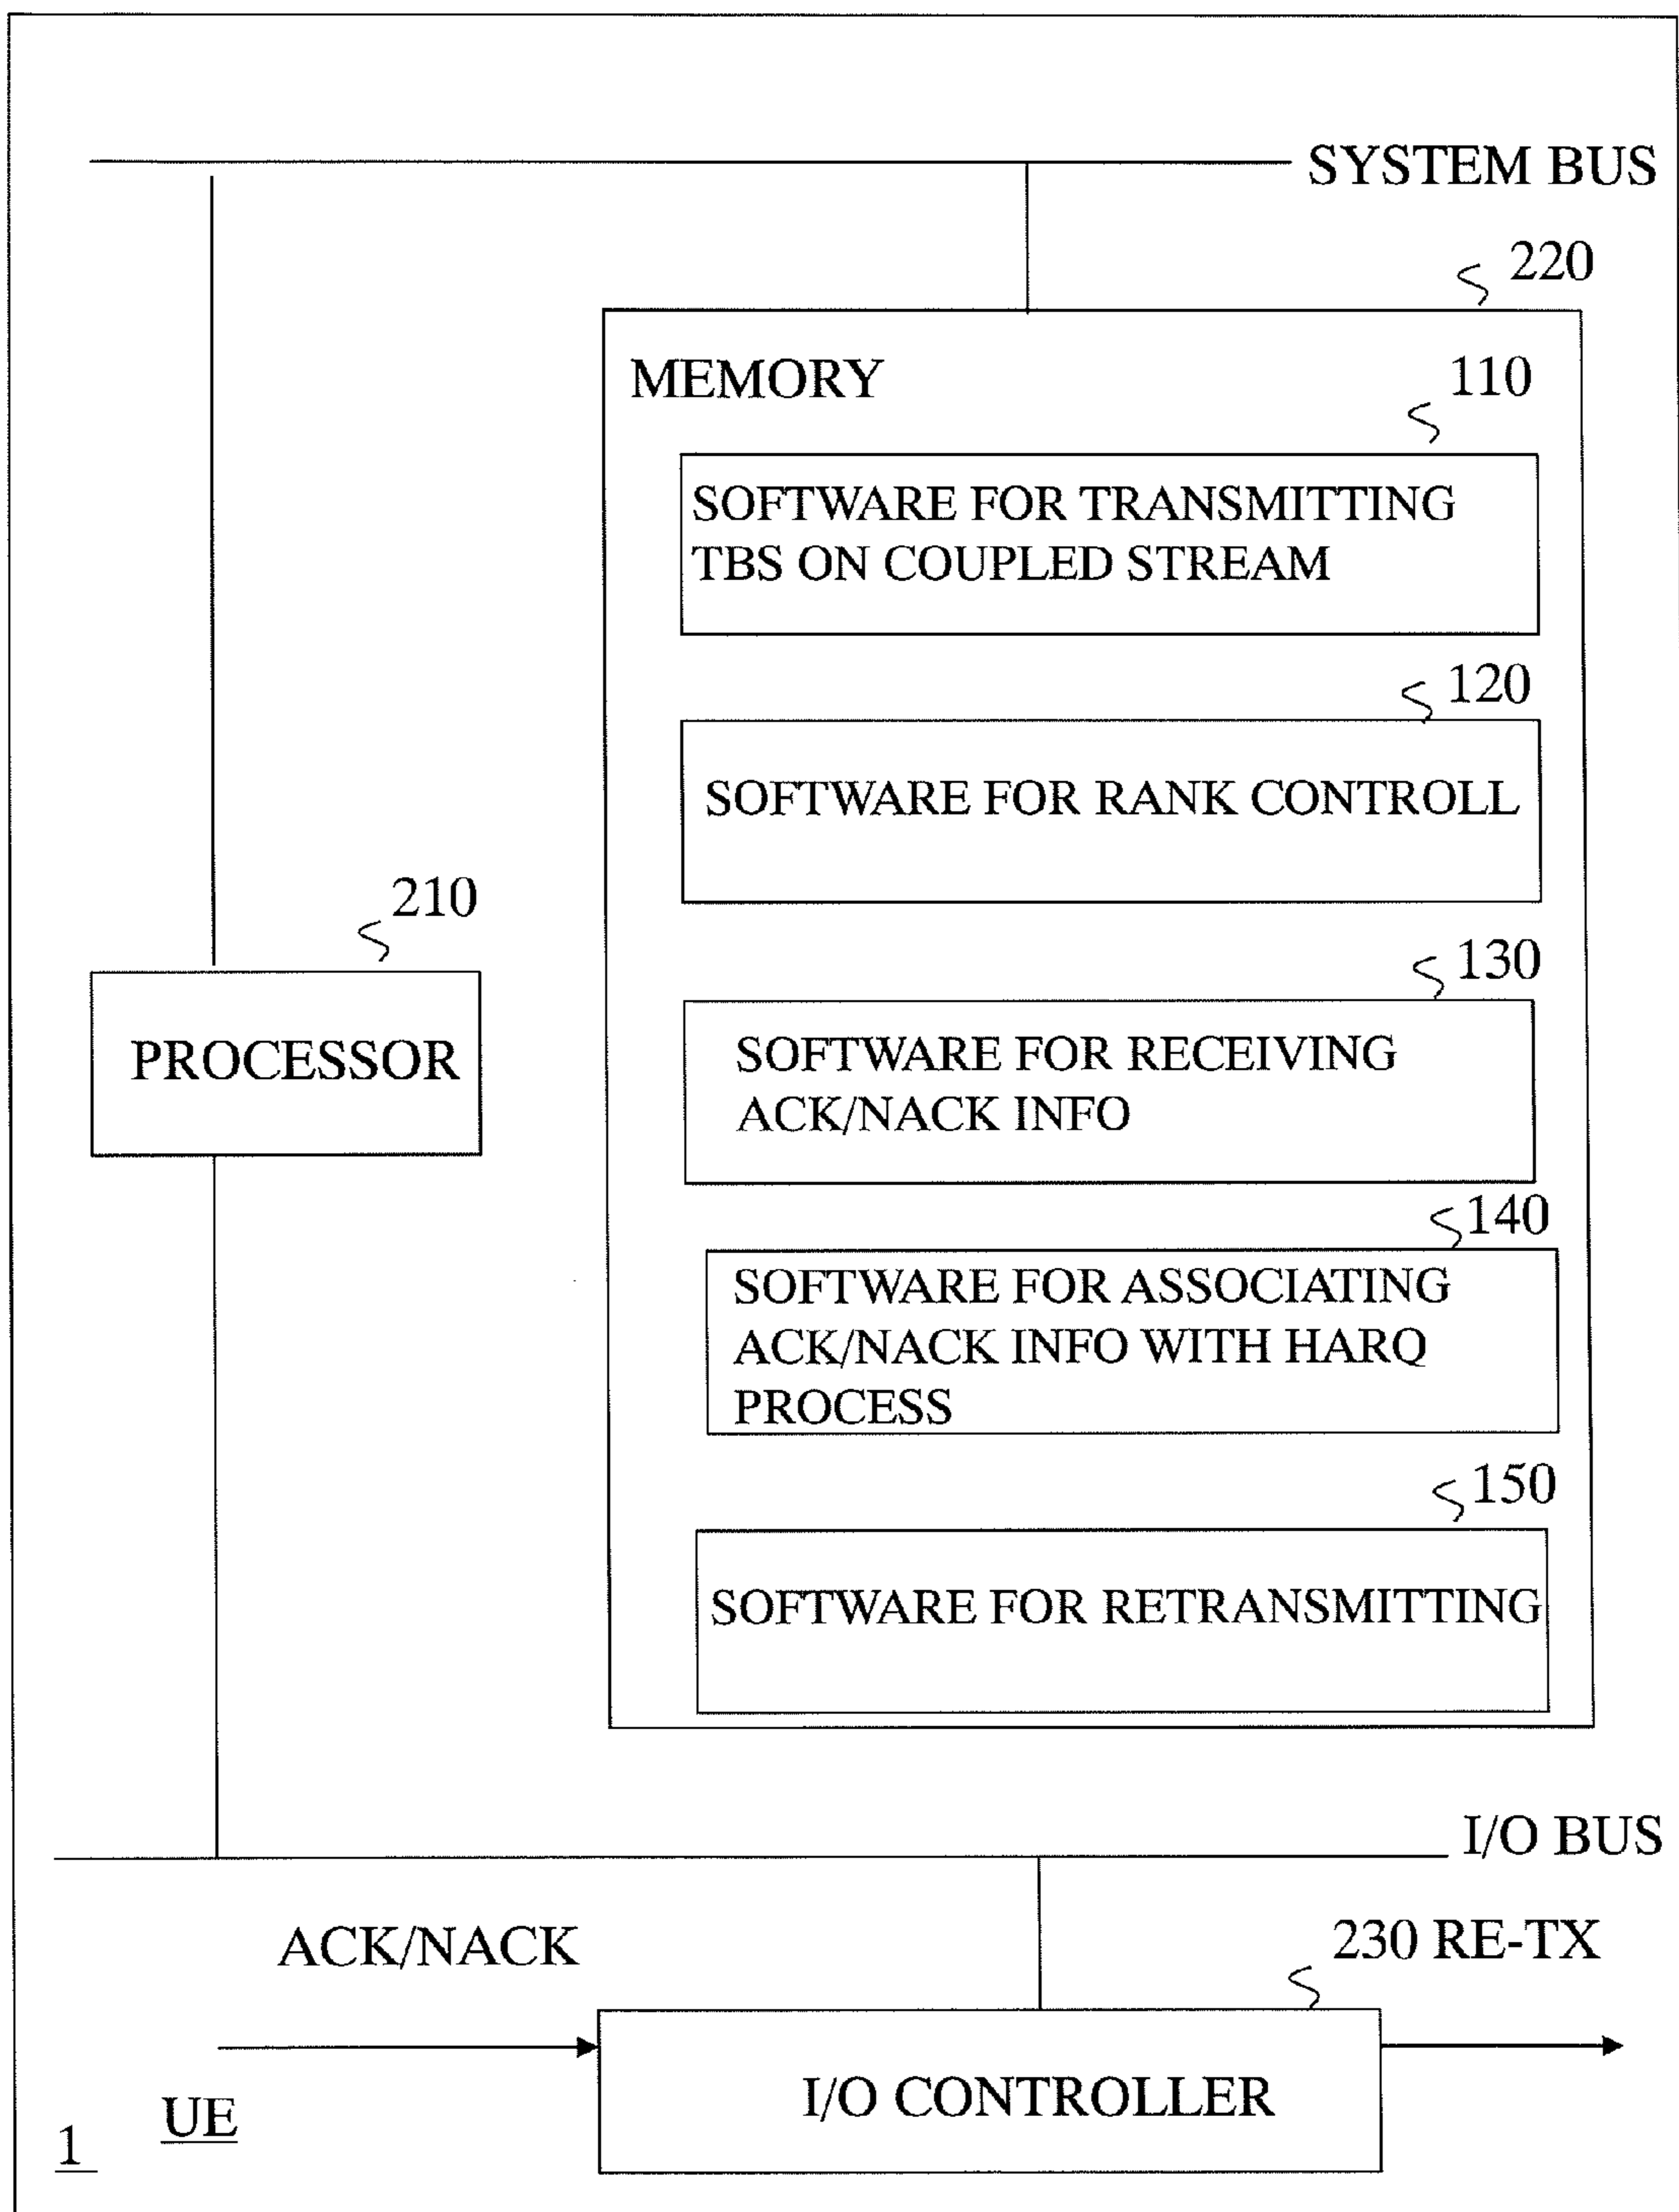 SYSTEM BUS
220
MEMORY
110
SOFTWARE FOR TRANSMITTING
TBS ON COUPLED STREAM
120
SOFTWARE FOR RANK CONTROLL
210
PROCESSOR
130
SOFTWARE FOR RECEIVING
ACK/NACK INFO
140
SOFTWARE FOR ASSOCIATING
ACK/NACK INFO WITH HARQ
PROCESS
150
SOFTWARE FOR RETRANSMITTING
I/O BUS
ACK/NACK
230 RE-TX
I/O CONTROLLER
UE
1